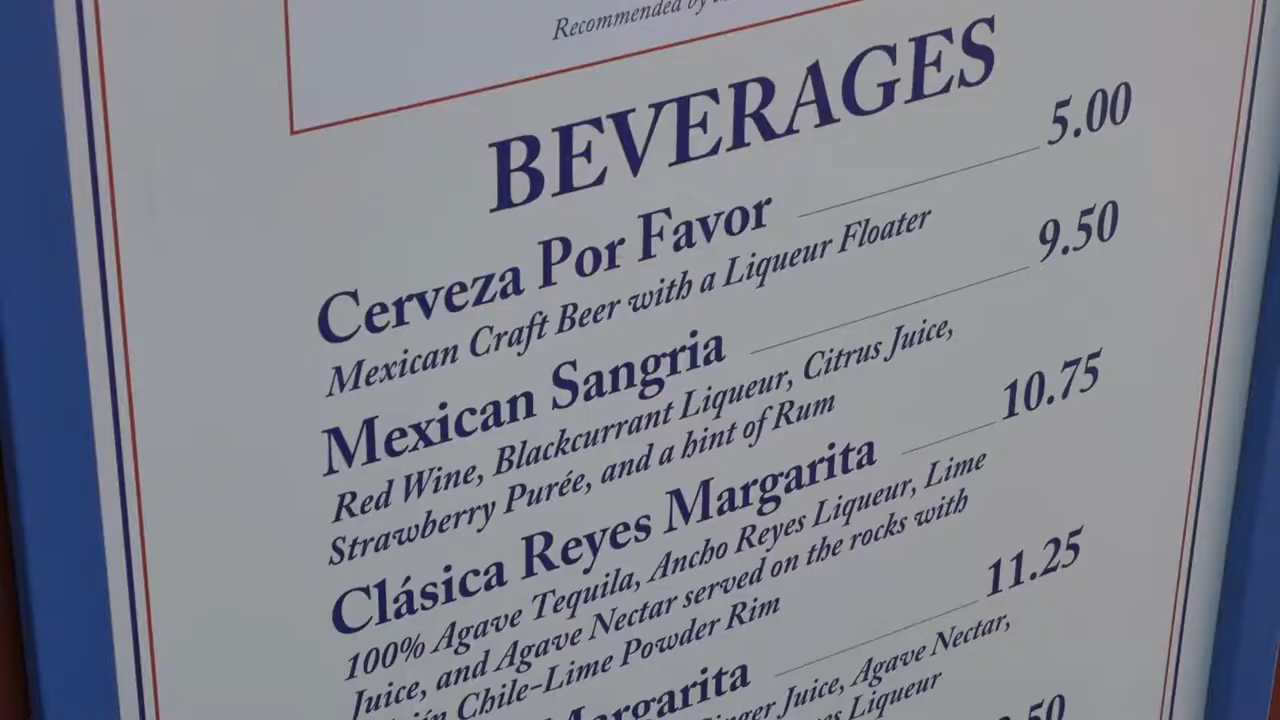 Recommended by
BEVERAGES
Cerveza Por Favor 5.00
Mexican Craft Beer with a Liqueur Floater
Mexican Sangria 9.50
Red Wine, Blackcurrant Liqueur, Citrus Juice,
Strawberry Purée, and a hint of Rum
Clásica Reyes Margarita 10.75
100% Agave Tequila, Ancho Reyes Liqueur, Lime
Juice, and Agave Nectar served on the rocks with
Chile-Lime Powder Rim
Margarita 11.25
Juice, Agave Nectar,
Liqueur